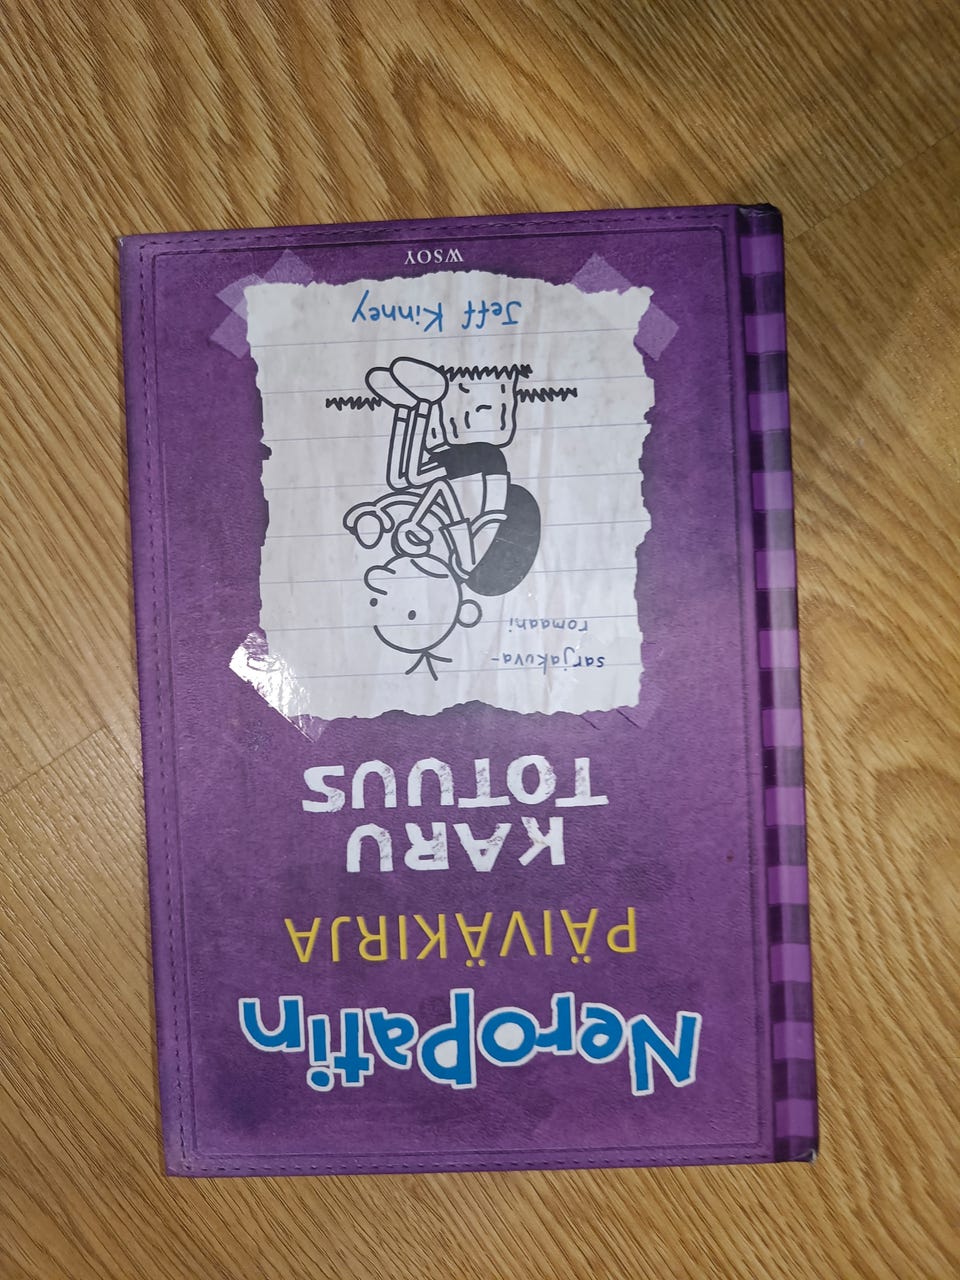 Neropatin
PÄIVÄKIRJA
KARU
TOTUUS
sarjakuva-
romaani
Jeff Kinney
WSOY